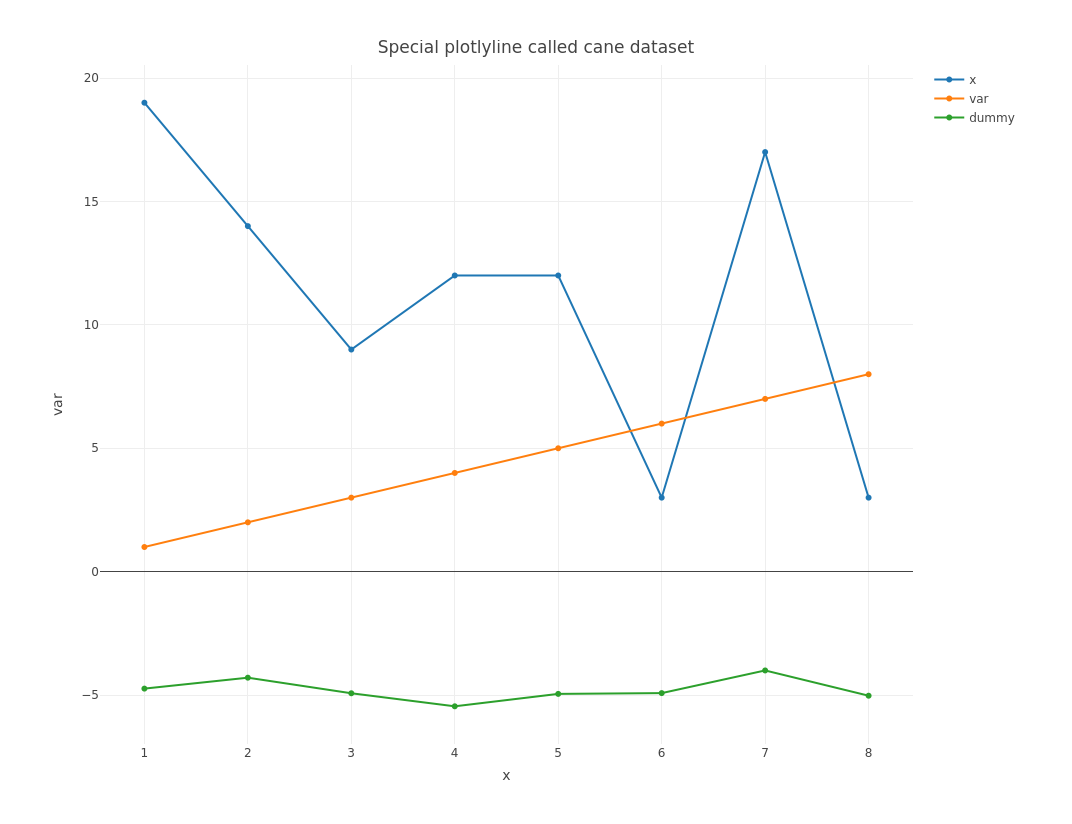 Special plotlyline called cane dataset
x
var
dummy
20
15
10
5
0
−5
var
1 2 3 4 5 6 7 8
x